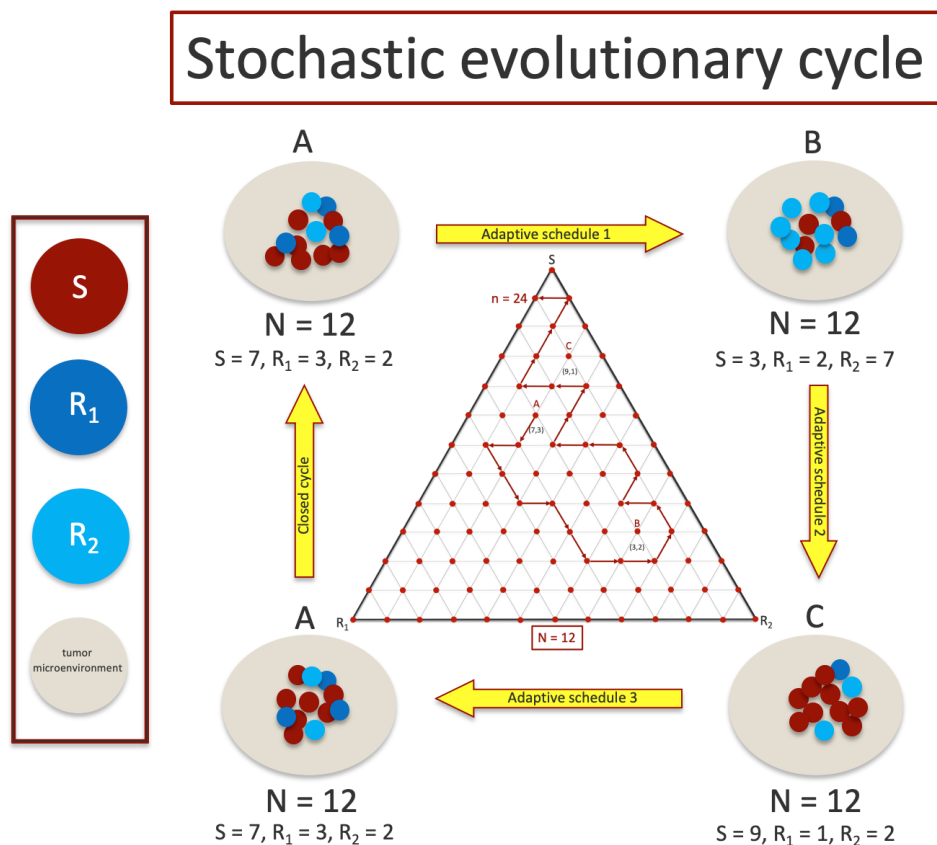 Stochastic evolutionary cycle
S
R₁
R₂
tumor
microenvironment
A
N = 12
S = 7, R₁ = 3, R₂ = 2
Adaptive schedule 1
B
N = 12
S = 3, R₁ = 2, R₂ = 7
Adaptive schedule 2
C
N = 12
S = 9, R₁ = 1, R₂ = 2
Adaptive schedule 3
A
N = 12
S = 7, R₁ = 3, R₂ = 2
Closed cycle
S
n = 24
C
(9,1)
A
(7,3)
B
(3,2)
R₁
R₂
N = 12